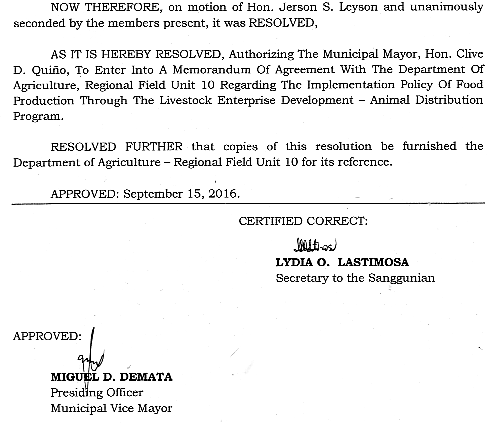 NOW THEREFORE, on motion of Hon. Jerson S. Leyson and unanimously
seconded by the members present, it was RESOLVED,
AS IT IS HEREBY RESOLVED, Authorizing The Municipal Mayor, Hon. Clive
D. Quiño, To Enter Into A Memorandum Of Agreement With The Department Of
Agriculture, Regional Field Unit 10 Regarding The Implementation Policy Of Food
Production Through The Livestock Enterprise Development – Animal Distribution
Program.
RESOLVED FURTHER that copies of this resolution be furnished the
Department of Agriculture – Regional Field Unit 10 for its reference.
APPROVED: September 15, 2016.
CERTIFIED CORRECT:
LYDIA O. LASTIMOSA
Secretary to the Sanggunian
APPROVED:
MIGUEL D. DEMATA
Presiding Officer
Municipal Vice Mayor